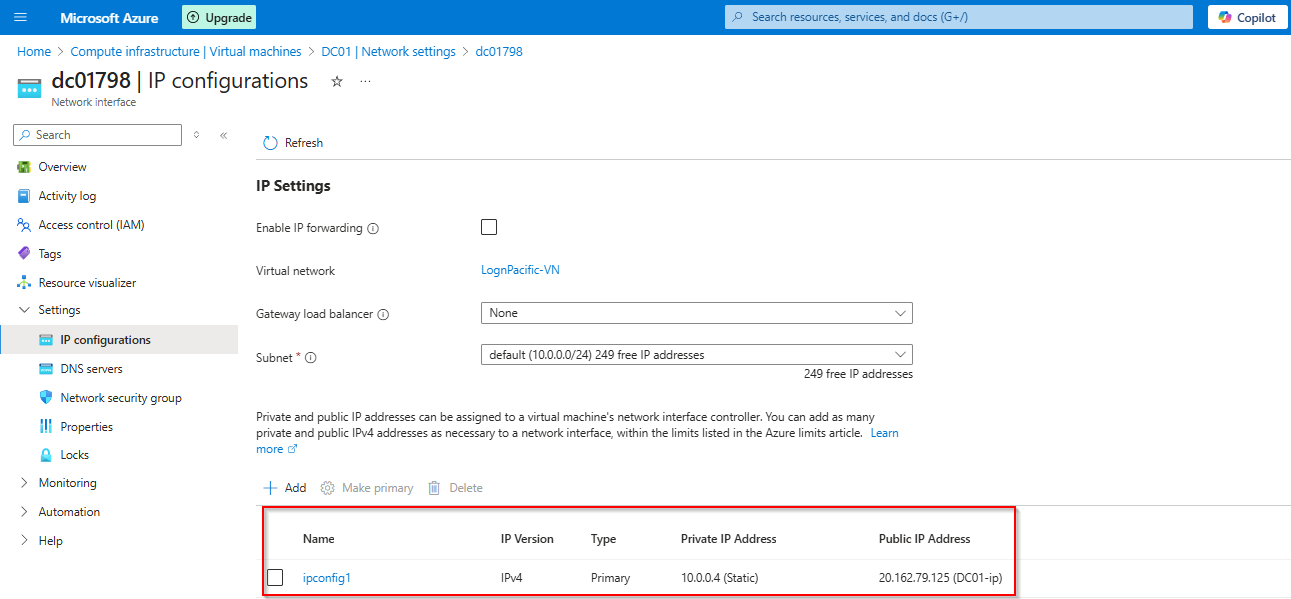 Microsoft Azure
Upgrade
Search resources, services, and docs (G+/)
Copilot
Home > Compute infrastructure | Virtual machines > DC01 | Network settings > dc01798
dc01798 | IP configurations
Network interface
Search
Refresh
Overview
Activity log
Access control (IAM)
Tags
Resource visualizer
Settings
IP configurations
DNS servers
Network security group
Properties
Locks
Monitoring
Automation
Help
IP Settings
Enable IP forwarding
Virtual network
LognPacific-VN
Gateway load balancer
None
Subnet *
default (10.0.0.0/24) 249 free IP addresses
249 free IP addresses
Private and public IP addresses can be assigned to a virtual machine's network interface controller. You can add as many
private and public IPv4 addresses as necessary to a network interface, within the limits listed in the Azure limits article. Learn
more
Add Make primary Delete
Name IP Version Type Private IP Address Public IP Address
ipconfig1 IPv4 Primary 10.0.0.4 (Static) 20.162.79.125 (DC01-ip)